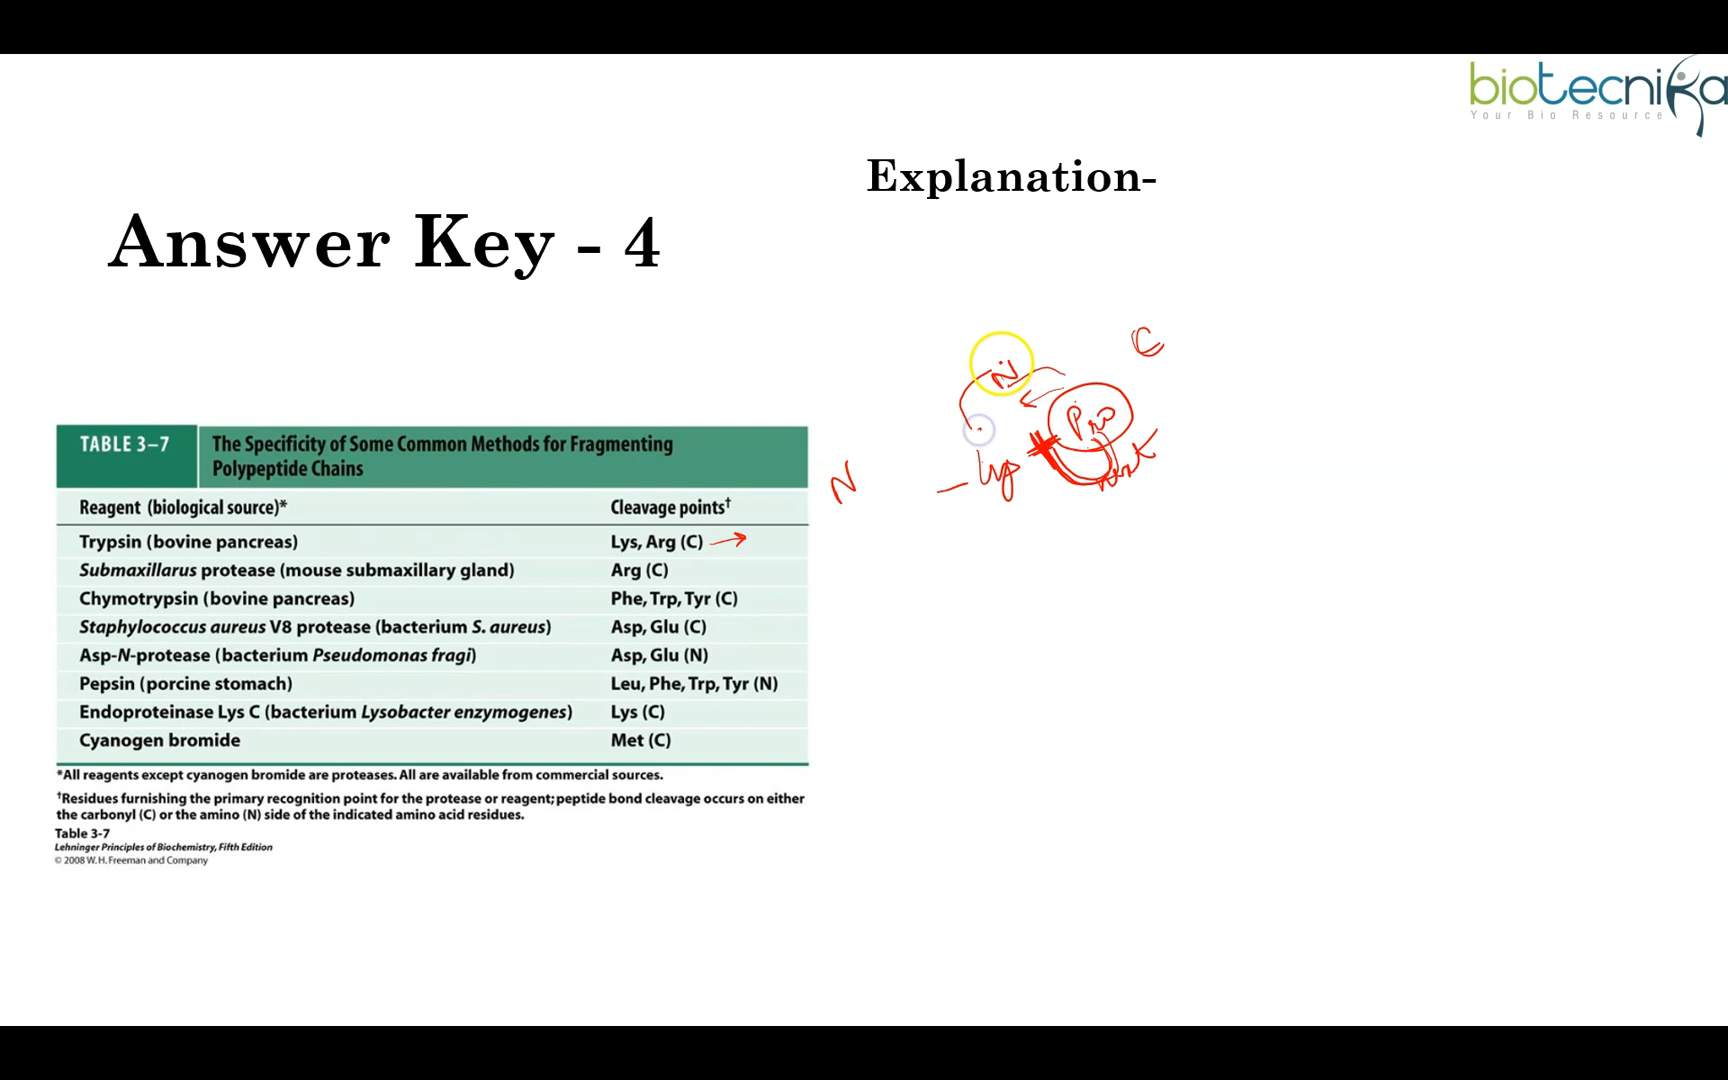 biotecnika
Your Bio Resource
Explanation-
Answer Key - 4
C
N
Pro
N
Lys
next
TABLE 3–7 The Specificity of Some Common Methods for Fragmenting
Polypeptide Chains
Reagent (biological source)* Cleavage points†
Trypsin (bovine pancreas) Lys, Arg (C)
Submaxillarus protease (mouse submaxillary gland) Arg (C)
Chymotrypsin (bovine pancreas) Phe, Trp, Tyr (C)
Staphylococcus aureus V8 protease (bacterium S. aureus) Asp, Glu (C)
Asp-N-protease (bacterium Pseudomonas fragi) Asp, Glu (N)
Pepsin (porcine stomach) Leu, Phe, Trp, Tyr (N)
Endoproteinase Lys C (bacterium Lysobacter enzymogenes) Lys (C)
Cyanogen bromide Met (C)
*All reagents except cyanogen bromide are proteases. All are available from commercial sources.
†Residues furnishing the primary recognition point for the protease or reagent; peptide bond cleavage occurs on either
the carbonyl (C) or the amino (N) side of the indicated amino acid residues.
Table 3-7
Lehninger Principles of Biochemistry, Fifth Edition
© 2008 W. H. Freeman and Company